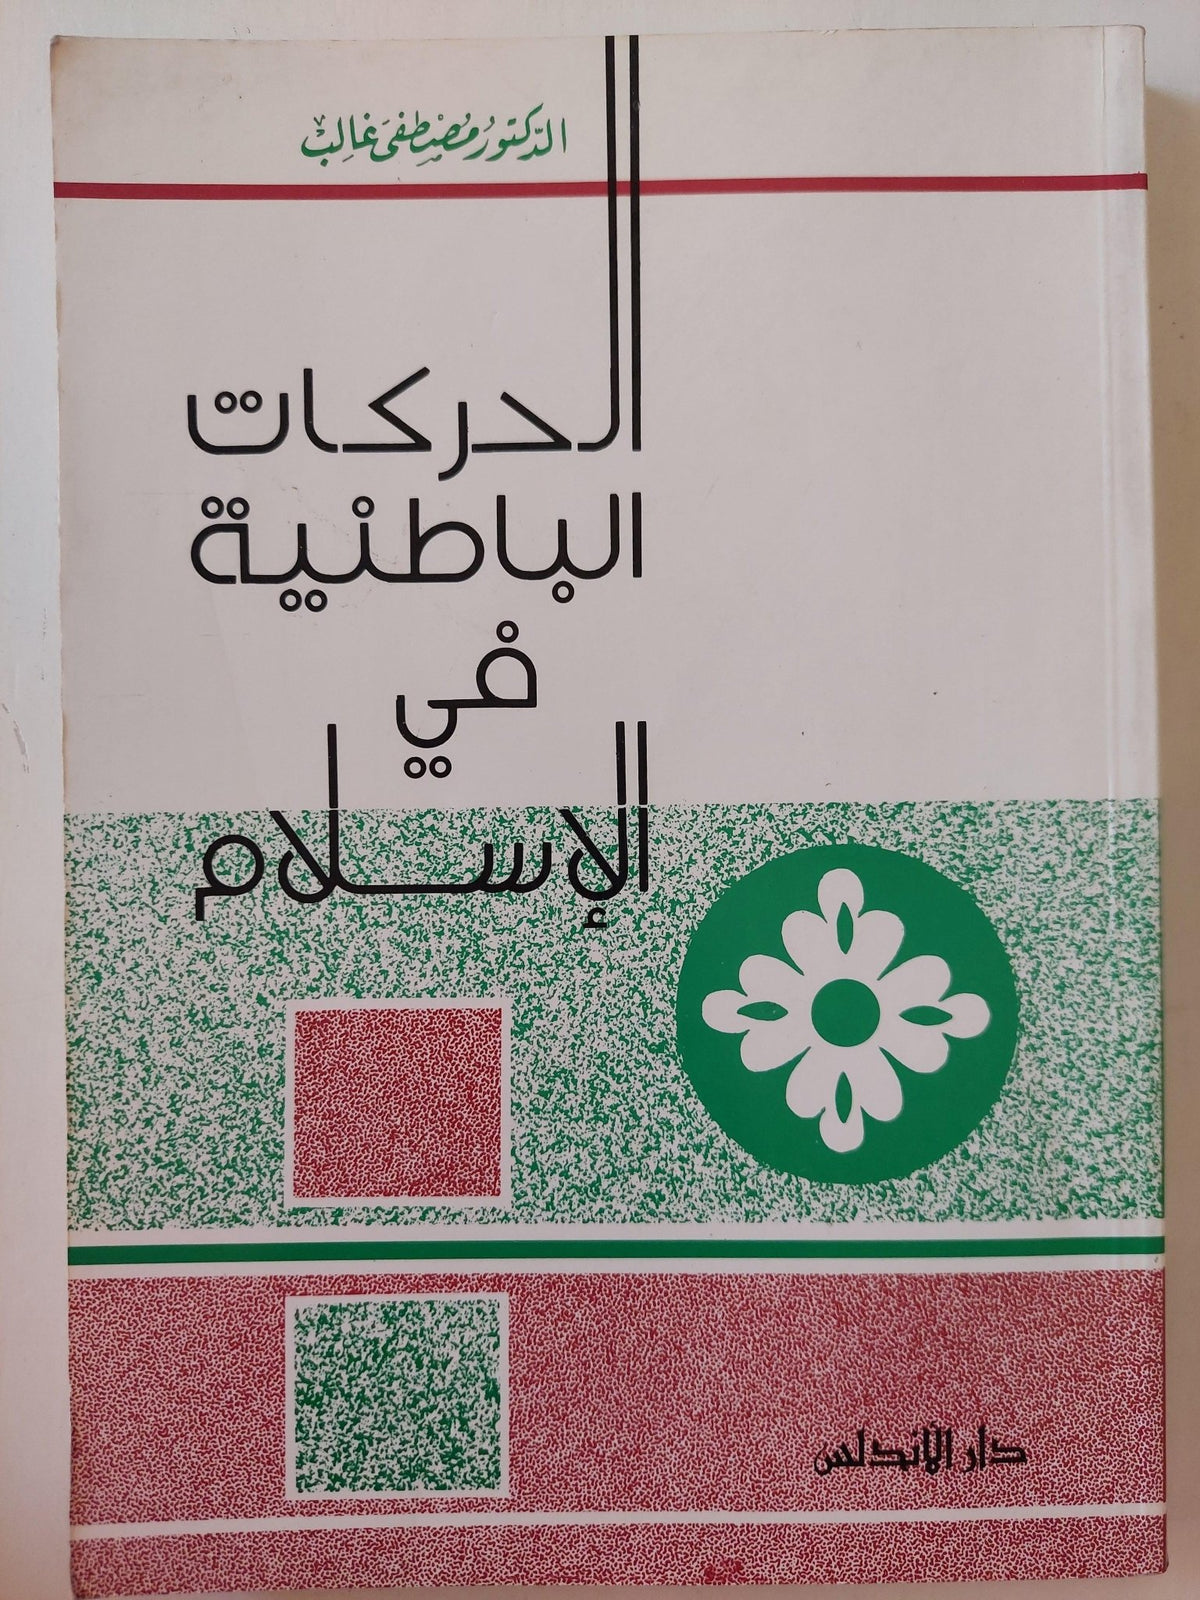 الدكتور مصطفى غالب
الحركات
الباطنية
في
الإسلام
دار الأندلس